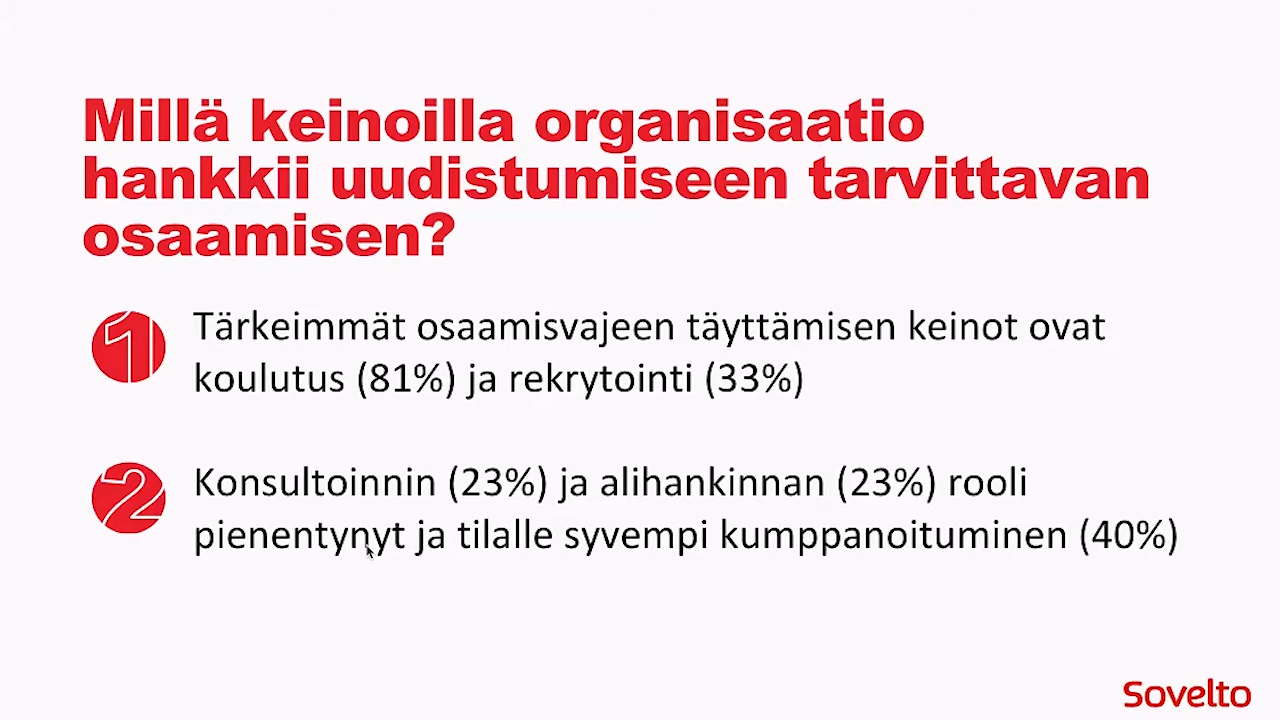 Millä keinoilla organisaatio
hankkii uudistumiseen tarvittavan
osaamisen?
1
Tärkeimmät osaamisvajeen täyttämisen keinot ovat
koulutus (81%) ja rekrytointi (33%)
2
Konsultoinnin (23%) ja alihankinnan (23%) rooli
pienentynyt ja tilalle syvempi kumppanoituminen (40%)
Sovelto